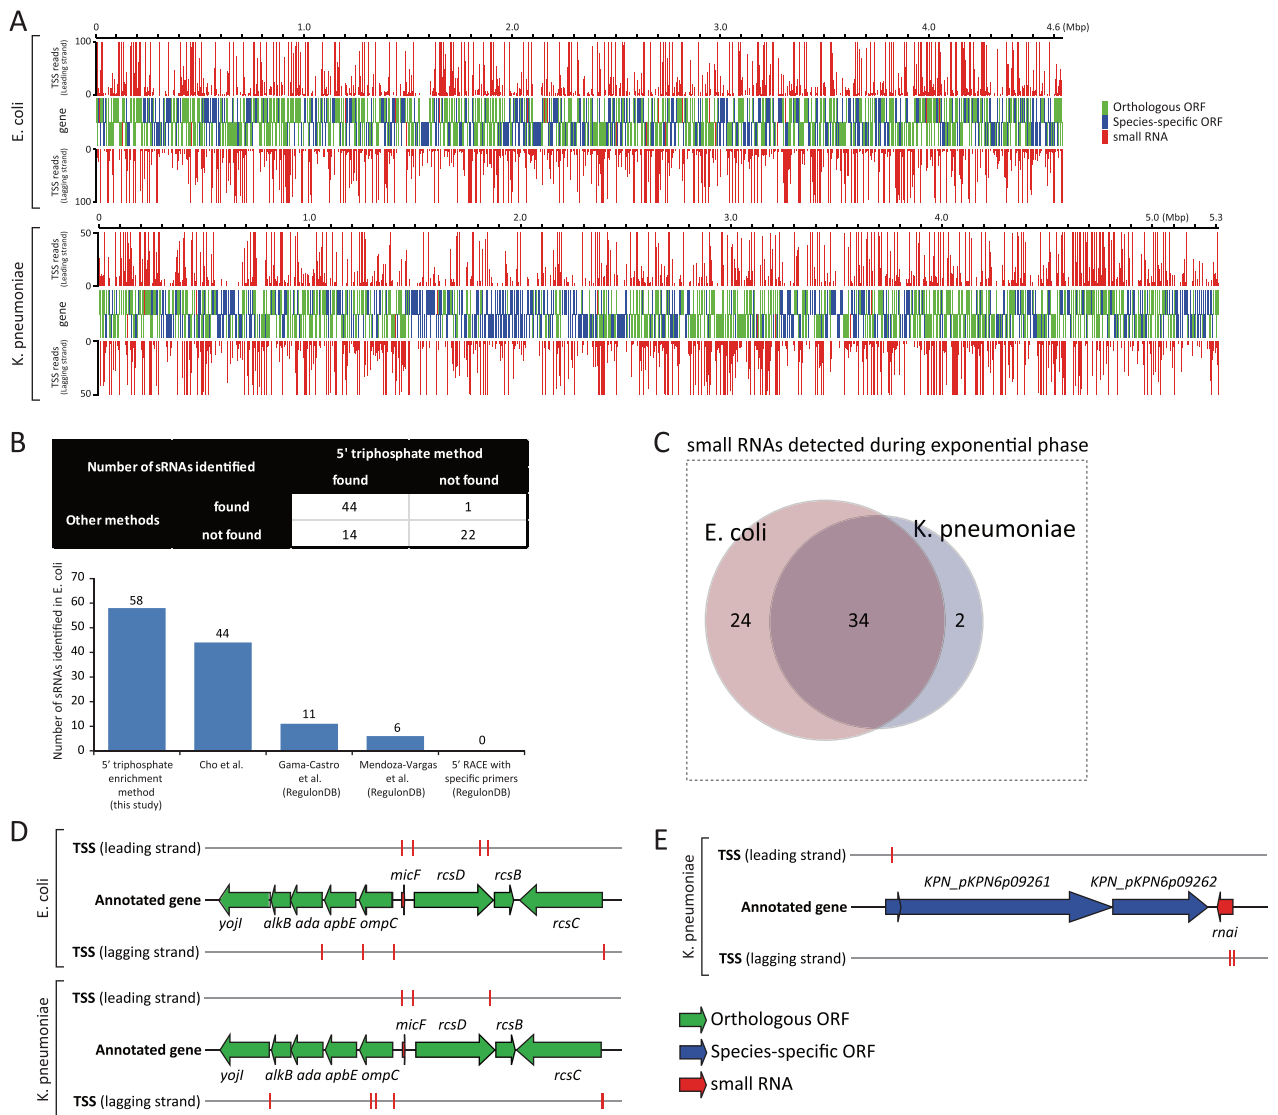 A
0 1.0 2.0 3.0 4.0 4.6 (Mbp)
E. coli
TSS reads
(Leading strand)
100
0
gene
TSS reads
(Lagging strand)
0
100
Orthologous ORF
Species-specific ORF
small RNA
0 1.0 2.0 3.0 4.0 5.0 (Mbp) 5.3
K. pneumoniae
TSS reads
(Leading strand)
50
0
gene
TSS reads
(Lagging strand)
0
50
B
Number of sRNAs identified
5' triphosphate method
found not found
Other methods
found 44 1
not found 14 22
Number of sRNAs identified in E. coli
70
60
50
40
30
20
10
0
58
44
11
6
0
5' triphosphate
enrichment
method
(this study)
Cho et al.
Gama-Castro
et al.
(RegulonDB)
Mendoza-Vargas
et al.
(RegulonDB)
5' RACE with
specific primers
(RegulonDB)
C
small RNAs detected during exponential phase
E. coli
K. pneumoniae
24 34 2
D
E. coli
TSS (leading strand)
micF rcsD rcsB
Annotated gene
yojI alkB ada apbE ompC rcsC
TSS (lagging strand)
K. pneumoniae
TSS (leading strand)
micF rcsD rcsB
Annotated gene
yojI alkB ada apbE ompC rcsC
TSS (lagging strand)
E
K. pneumoniae
TSS (leading strand)
KPN_pKPN6p09261 KPN_pKPN6p09262
Annotated gene
rnai
TSS (lagging strand)
Orthologous ORF
Species-specific ORF
small RNA